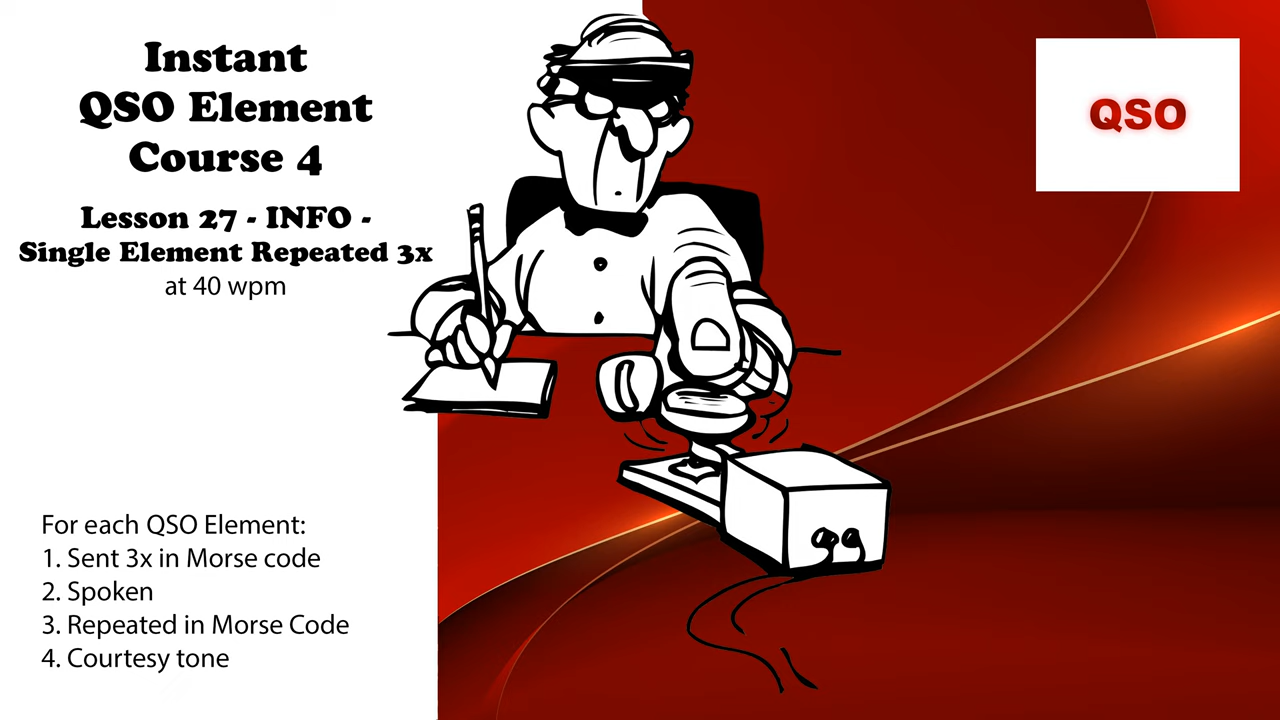 Instant
QSO Element
Course 4
Lesson 27 - INFO -
Single Element Repeated 3x
at 40 wpm
QSO
For each QSO Element:
1. Sent 3x in Morse code
2. Spoken
3. Repeated in Morse Code
4. Courtesy tone